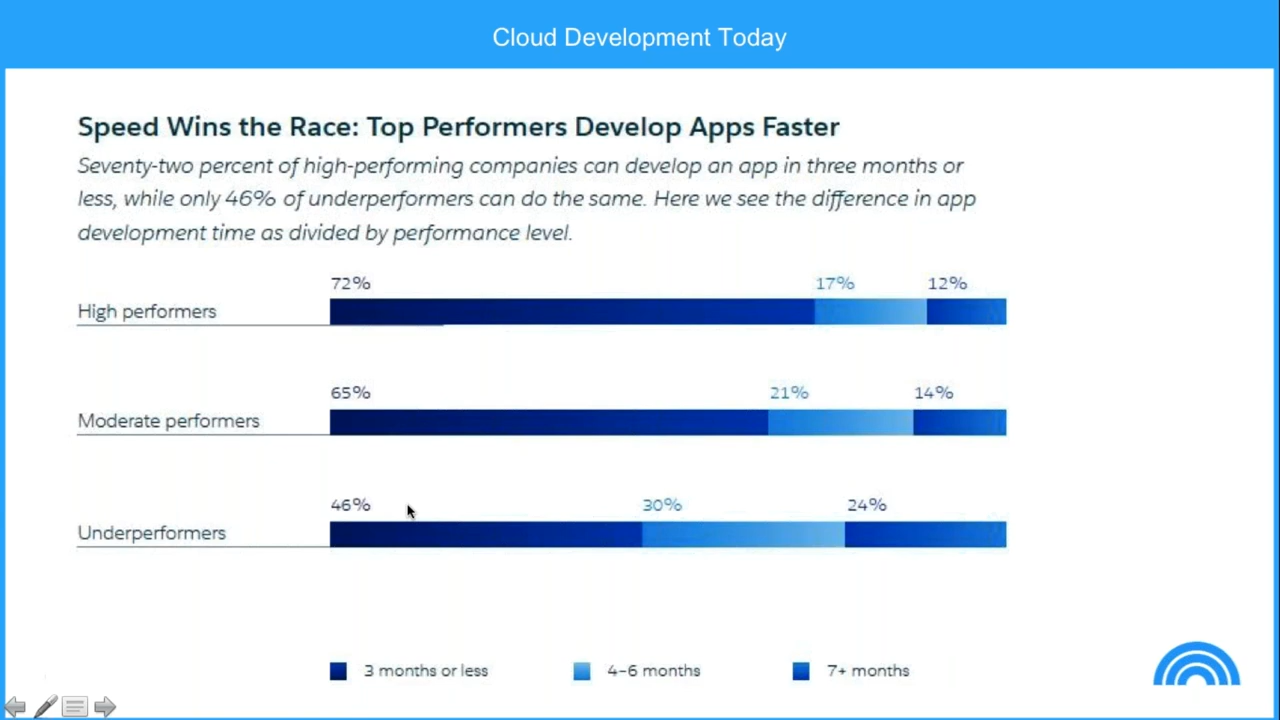 Cloud Development Today
Speed Wins the Race: Top Performers Develop Apps Faster
Seventy-two percent of high-performing companies can develop an app in three months or
less, while only 46% of underperformers can do the same. Here we see the difference in app
development time as divided by performance level.
72% 17% 12%
High performers
65% 21% 14%
Moderate performers
46% 30% 24%
Underperformers
3 months or less 4–6 months 7+ months